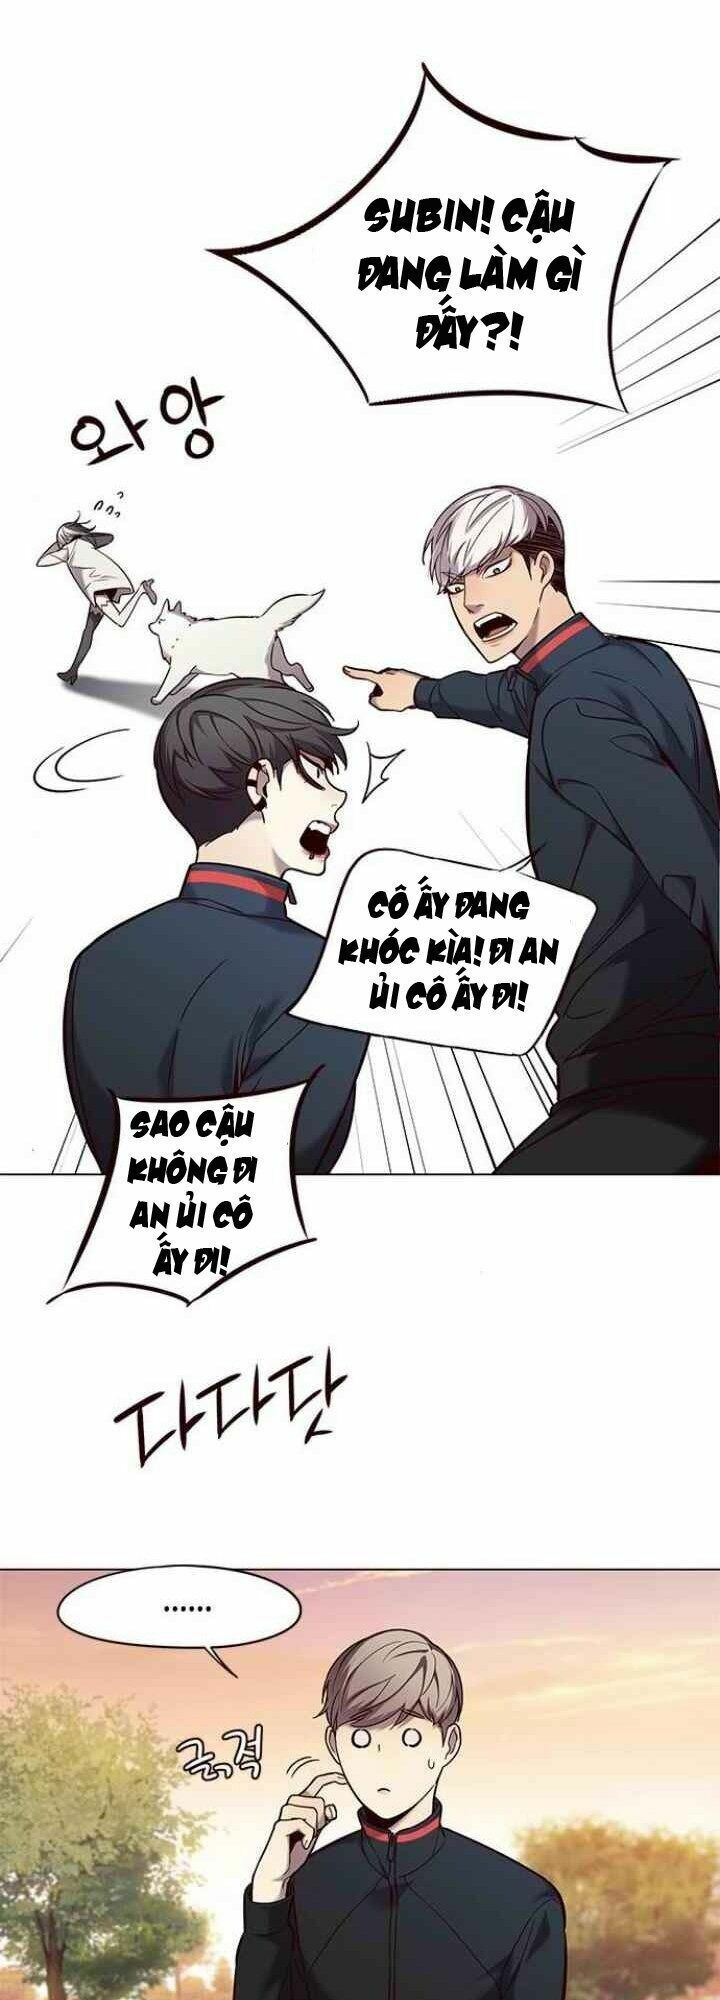 SUBIN! CẬU
ĐANG LÀM GÌ
ĐẤY?!
와앙
CÔ ẤY ĐANG
KHÓC KÌA! ĐI AN
ỦI CÔ ẤY ĐI!
SAO CẬU
KHÔNG ĐI
AN ỦI CÔ
ẤY ĐI!
다다닷
......
긁적